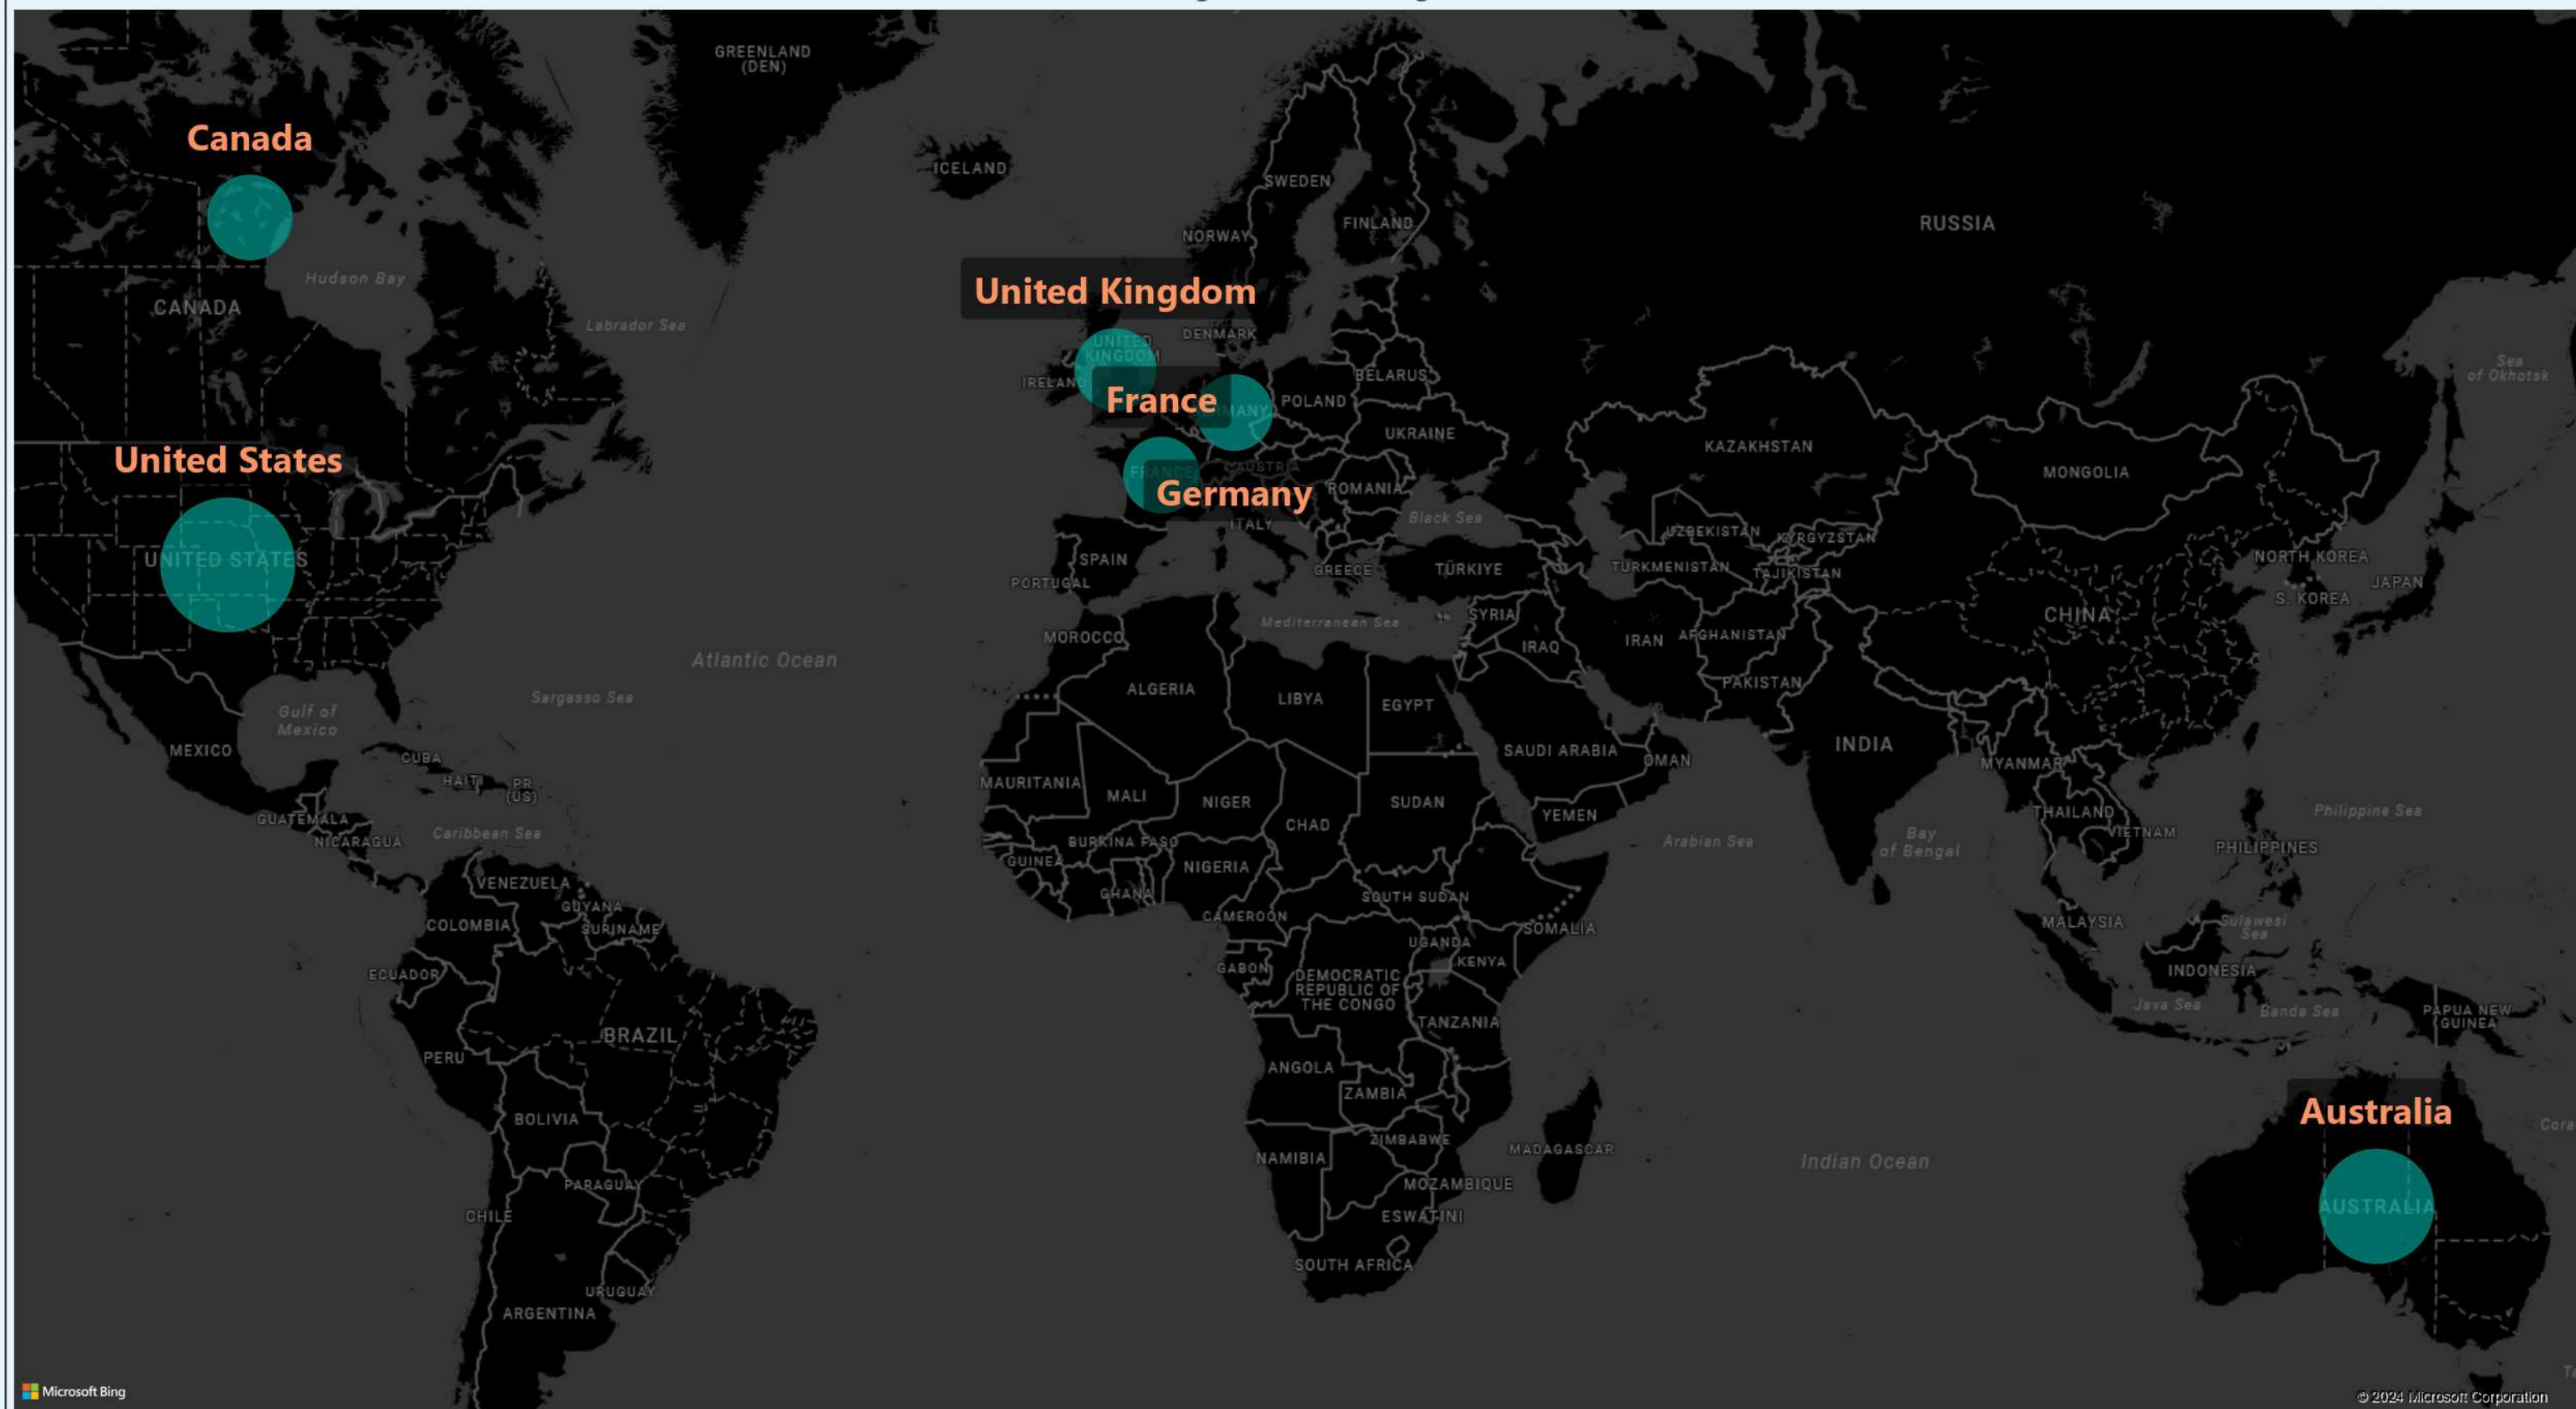 GREENLAND
(DEN)
Canada
ICELAND
SWEDEN
FINLAND
NORWAY
RUSSIA
Hudson Bay
CANADA
Labrador Sea
United Kingdom
DENMARK
UNITED
KINGDOM
IRELAND
France
MANY
POLAND
BELARUS
UKRAINE
Sea
of Okhotsk
KAZAKHSTAN
MONGOLIA
United States
UNITED STATES
FRANCE
AUSTRIA
Germany
ROMANIA
ITALY
Black Sea
SPAIN
PORTUGAL
GREECE
TÜRKIYE
UZBEKISTAN
KYRGYZSTAN
TURKMENISTAN
TAJIKISTAN
NORTH KOREA
JAPAN
S. KOREA
CHINA
Mediterranean Sea
SYRIA
IRAQ
IRAN
AFGHANISTAN
PAKISTAN
MOROCCO
Atlantic Ocean
Sargasso Sea
ALGERIA
LIBYA
EGYPT
Gulf of
Mexico
MEXICO
CUBA
HAITI
PR
(US)
SAUDI ARABIA
OMAN
INDIA
MYANMAR
MAURITANIA
MALI
NIGER
CHAD
SUDAN
YEMEN
THAILAND
VIETNAM
Philippine Sea
PHILIPPINES
GUATEMALA
NICARAGUA
Caribbean Sea
BURKINA FASO
GUINEA
NIGERIA
GHANA
Arabian Sea
Bay
of Bengal
VENEZUELA
GUYANA
COLOMBIA
SURINAME
CAMEROON
SOUTH SUDAN
SOMALIA
MALAYSIA
Sulawesi
Sea
ECUADOR
GABON
UGANDA
KENYA
DEMOCRATIC
REPUBLIC OF
THE CONGO
INDONESIA
Java Sea
Banda Sea
PAPUA NEW
GUINEA
BRAZIL
PERU
TANZANIA
ANGOLA
ZAMBIA
BOLIVIA
ZIMBABWE
NAMIBIA
MADAGASCAR
Indian Ocean
Australia
PARAGUAY
MOZAMBIQUE
CHILE
ESWATINI
AUSTRALIA
SOUTH AFRICA
URUGUAY
ARGENTINA
Microsoft Bing
© 2024 Microsoft Corporation